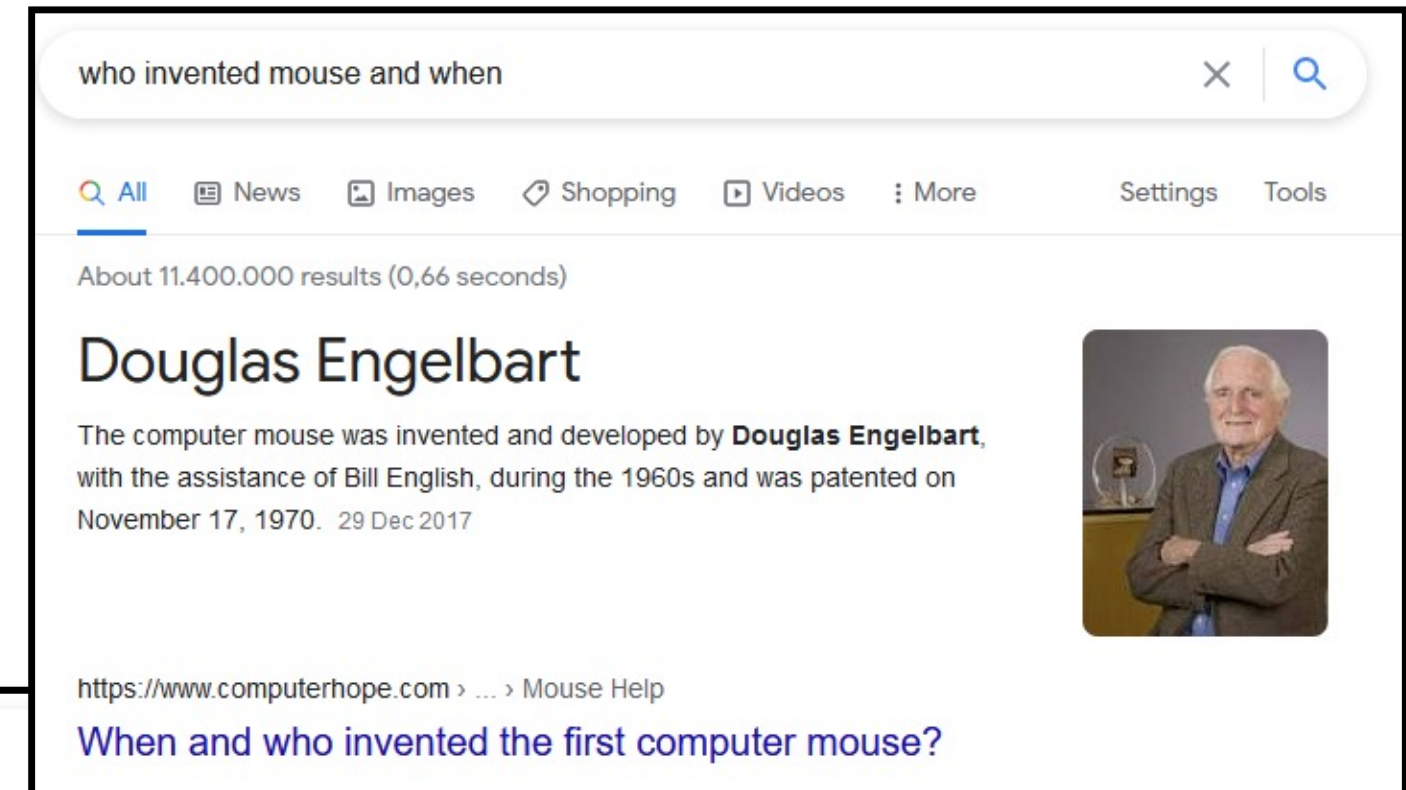 who invented mouse and when
All News Images Shopping Videos More Settings Tools
About 11.400.000 results (0,66 seconds)
Douglas Engelbart
The computer mouse was invented and developed by Douglas Engelbart,
with the assistance of Bill English, during the 1960s and was patented on
November 17, 1970. 29 Dec 2017
https://www.computerhope.com › ... › Mouse Help
When and who invented the first computer mouse?